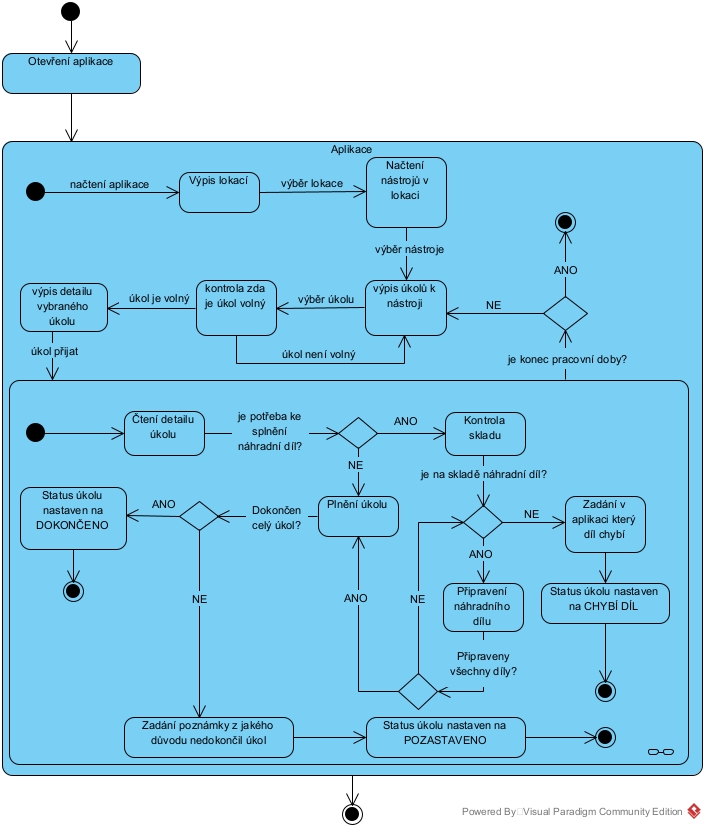 Otevření aplikace
Aplikace
načtení aplikace
Výpis lokací
výběr lokace
Načtení
nástrojů v
lokaci
výběr nástroje
ANO
výpis detailu
vybraného
úkolu
úkol je volný
kontrola zda
je úkol volný
výběr úkolu
výpis úkolů k
nástroji
NE
úkol přijat
úkol není volný
je konec pracovní doby?
Čtení detailu
úkolu
je potřeba ke
splnění
náhradní díl?
ANO
Kontrola
skladu
NE
je na skladě náhradní díl?
Status úkolu
nastaven na
DOKONČENO
ANO
Dokončen
celý úkol?
Plnění úkolu
NE
Zadání v
aplikaci který
díl chybí
ANO
NE
ANO
NE
Připravení
náhradního
dílu
Status úkolu nastaven
na CHYBÍ DÍL
Připraveny
všechny díly?
Zadání poznámky z jakého
důvodu nedokončil úkol
Status úkolu nastaven na
POZASTAVENO
Powered By Visual Paradigm Community Edition